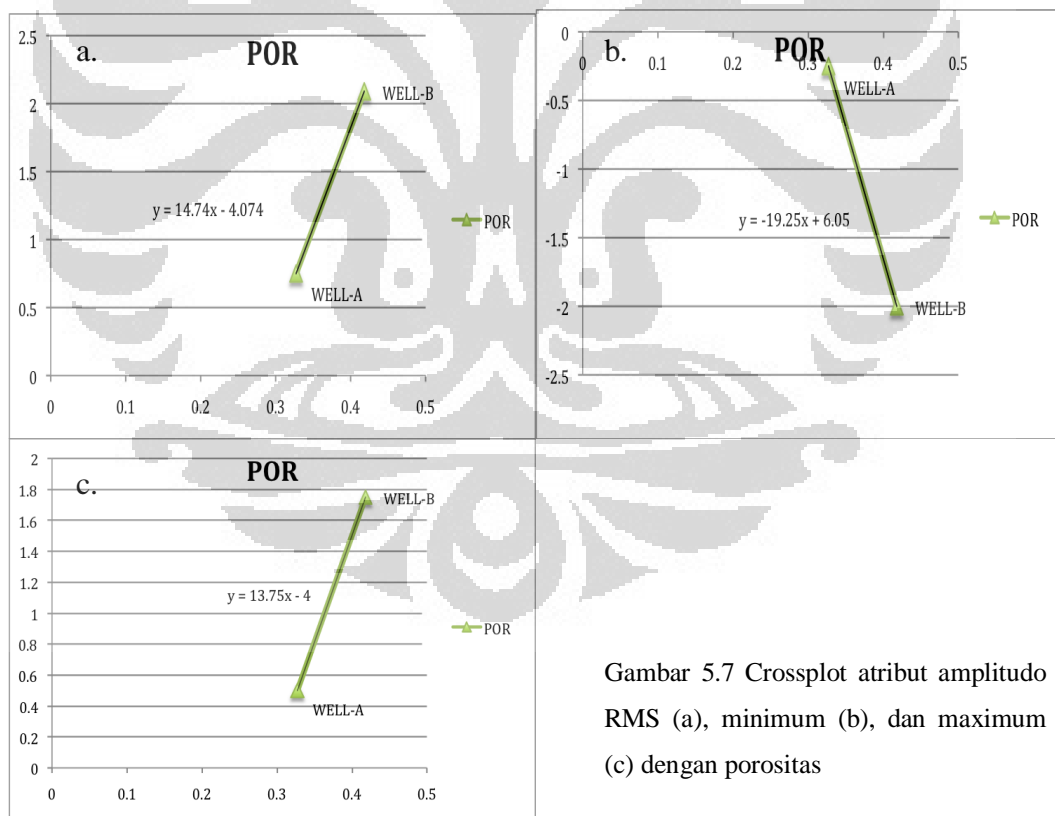 a.
POR
2.5
2
1.5
1
0.5
0
0 0.1 0.2 0.3 0.4 0.5
WELL-B
WELL-A
y = 14.74x - 4.074
POR
b.
POR
0
-0.5
-1
-1.5
-2
-2.5
0 0.1 0.2 0.3 0.4 0.5
WELL-A
WELL-B
y = -19.25x + 6.05
POR
c.
POR
2
1.8
1.6
1.4
1.2
1
0.8
0.6
0.4
0.2
0
0 0.1 0.2 0.3 0.4 0.5
WELL-B
WELL-A
y = 13.75x - 4
POR
Gambar 5.7 Crossplot atribut amplitudo
RMS (a), minimum (b), dan maximum
(c) dengan porositas